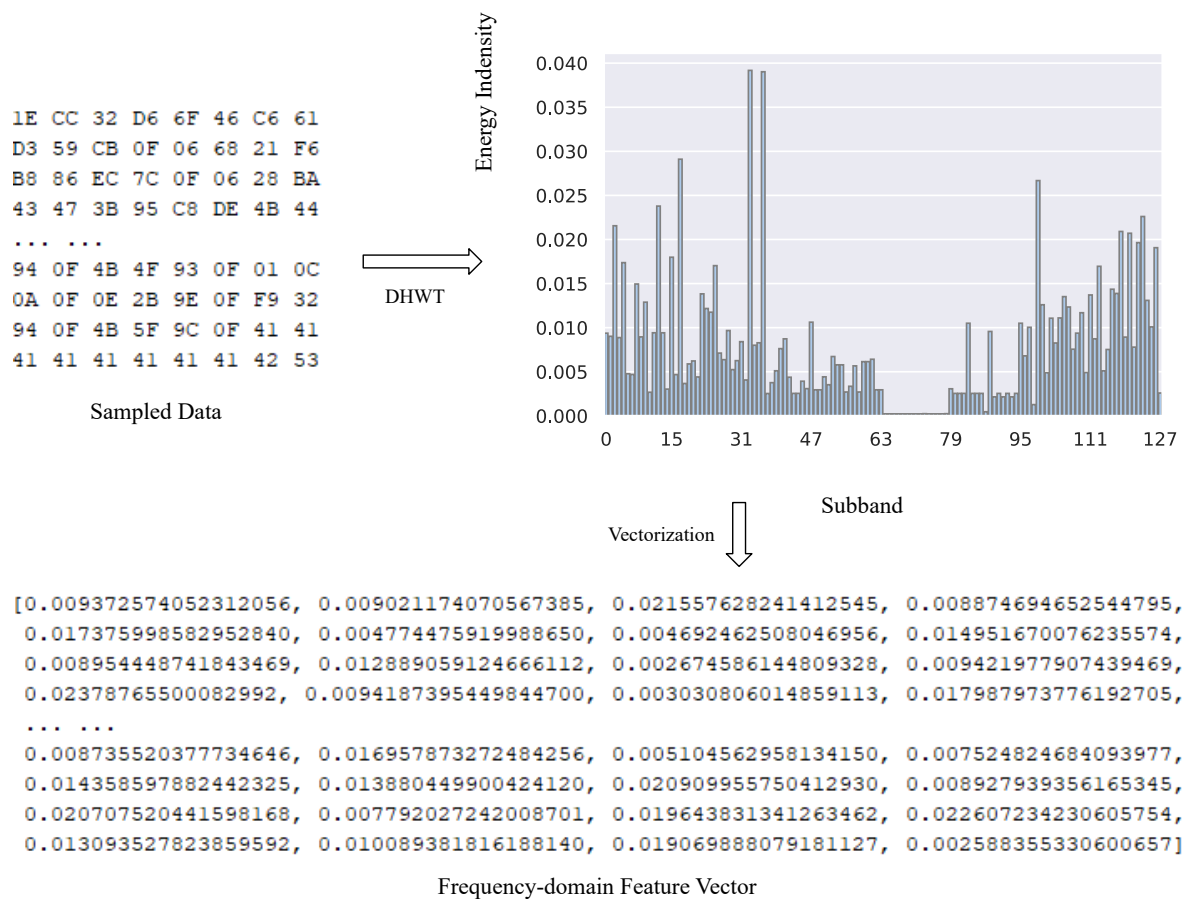 1E CC 32 D6 6F 46 C6 61
D3 59 CB 0F 06 68 21 F6
B8 86 EC 7C 0F 06 28 BA
43 47 3B 95 C8 DE 4B 44
... ...
94 0F 4B 4F 93 0F 01 0C
0A 0F 0E 2B 9E 0F F9 32
94 0F 4B 5F 9C 0F 41 41
41 41 41 41 41 41 42 53
Sampled Data
DHWT
Energy Indensity
0.040
0.035
0.030
0.025
0.020
0.015
0.010
0.005
0.000
0 15 31 47 63 79 95 111 127
Subband
Vectorization
[0.009372574052312056, 0.009021174070567385, 0.021557628241412545, 0.008874694652544795,
0.017375998582952840, 0.004774475919988650, 0.004692462508046956, 0.014951670076235574,
0.008954448741843469, 0.012889059124666112, 0.002674586144809328, 0.009421977907439469,
0.02378765500082992, 0.0094187395449844700, 0.003030806014859113, 0.017987973776192705,
... ...
0.008735520377734646, 0.016957873272484256, 0.005104562958134150, 0.007524824684093977,
0.014358597882442325, 0.013880449900424120, 0.020909955750412930, 0.008927939356165345,
0.020707520441598168, 0.007792027242008701, 0.019643831341263462, 0.022607234230605754,
0.013093527823859592, 0.010089381816188140, 0.019069888079181127, 0.002588355330600657]
Frequency-domain Feature Vector